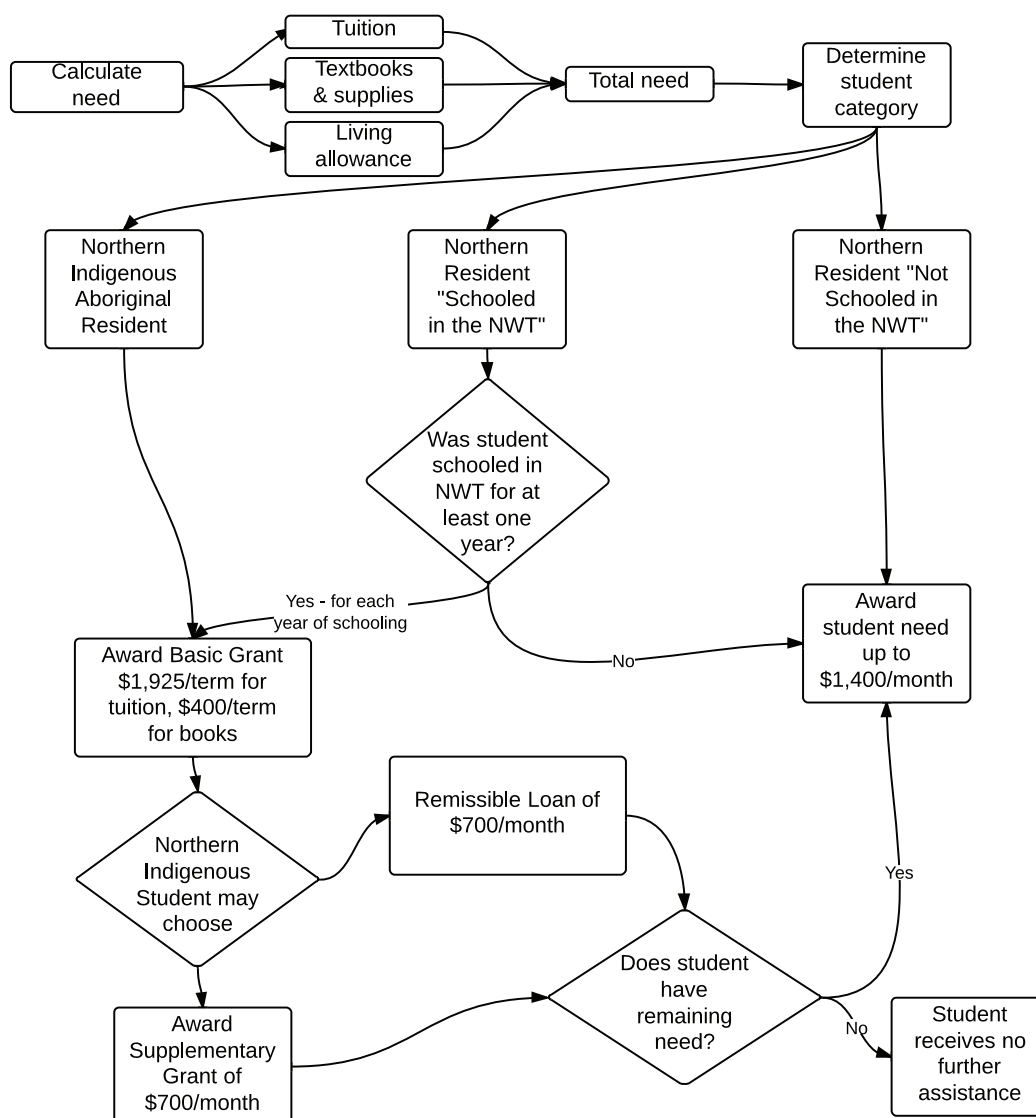 Calculate
need
Tuition
Textbooks
& supplies
Living
allowance
Total need
Determine
student
category
Northern
Indigenous
Aboriginal
Resident
Northern
Resident
"Schooled
in the NWT"
Northern
Resident "Not
Schooled in
the NWT"
Was student
schooled in
NWT for at
least one
year?
Yes - for each
year of schooling
No
Award
student need
up to
$1,400/month
Award Basic Grant
$1,925/term for
tuition, $400/term
for books
Remissible Loan of
$700/month
Northern
Indigenous
Student may
choose
Yes
Does student
have
remaining
need?
No
Award
Supplementary
Grant of
$700/month
Student
receives no
further
assistance